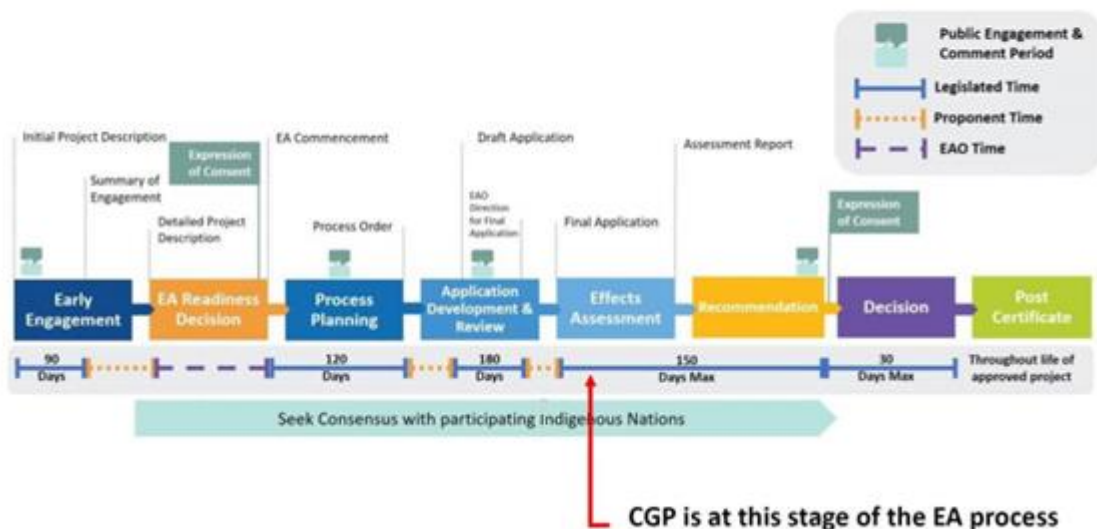 Public Engagement &
Comment Period
Legislated Time
Proponent Time
EAO Time
Initial Project Description
Summary of
Engagement
Expression
of Consent
Detailed Project
Description
EA Commencement
Process Order
Draft Application
EAO
Direction
for Final
Application
Final Application
Assessment Report
Expression
of Consent
Early
Engagement
EA Readiness
Decision
Process
Planning
Application
Development &
Review
Effects
Assessment
Recommendation
Decision
Post
Certificate
90
Days
120
Days
180
Days
150
Days Max
30
Days Max
Throughout life of
approved project
Seek Consensus with participating Indigenous Nations
CGP is at this stage of the EA process